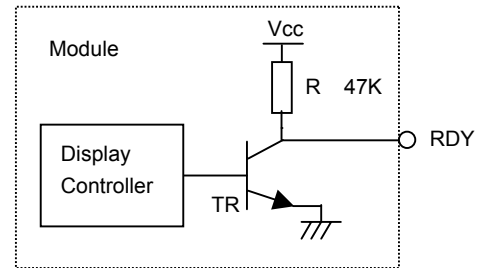 Vcc
Module
R 47K
RDY
Display
Controller
TR